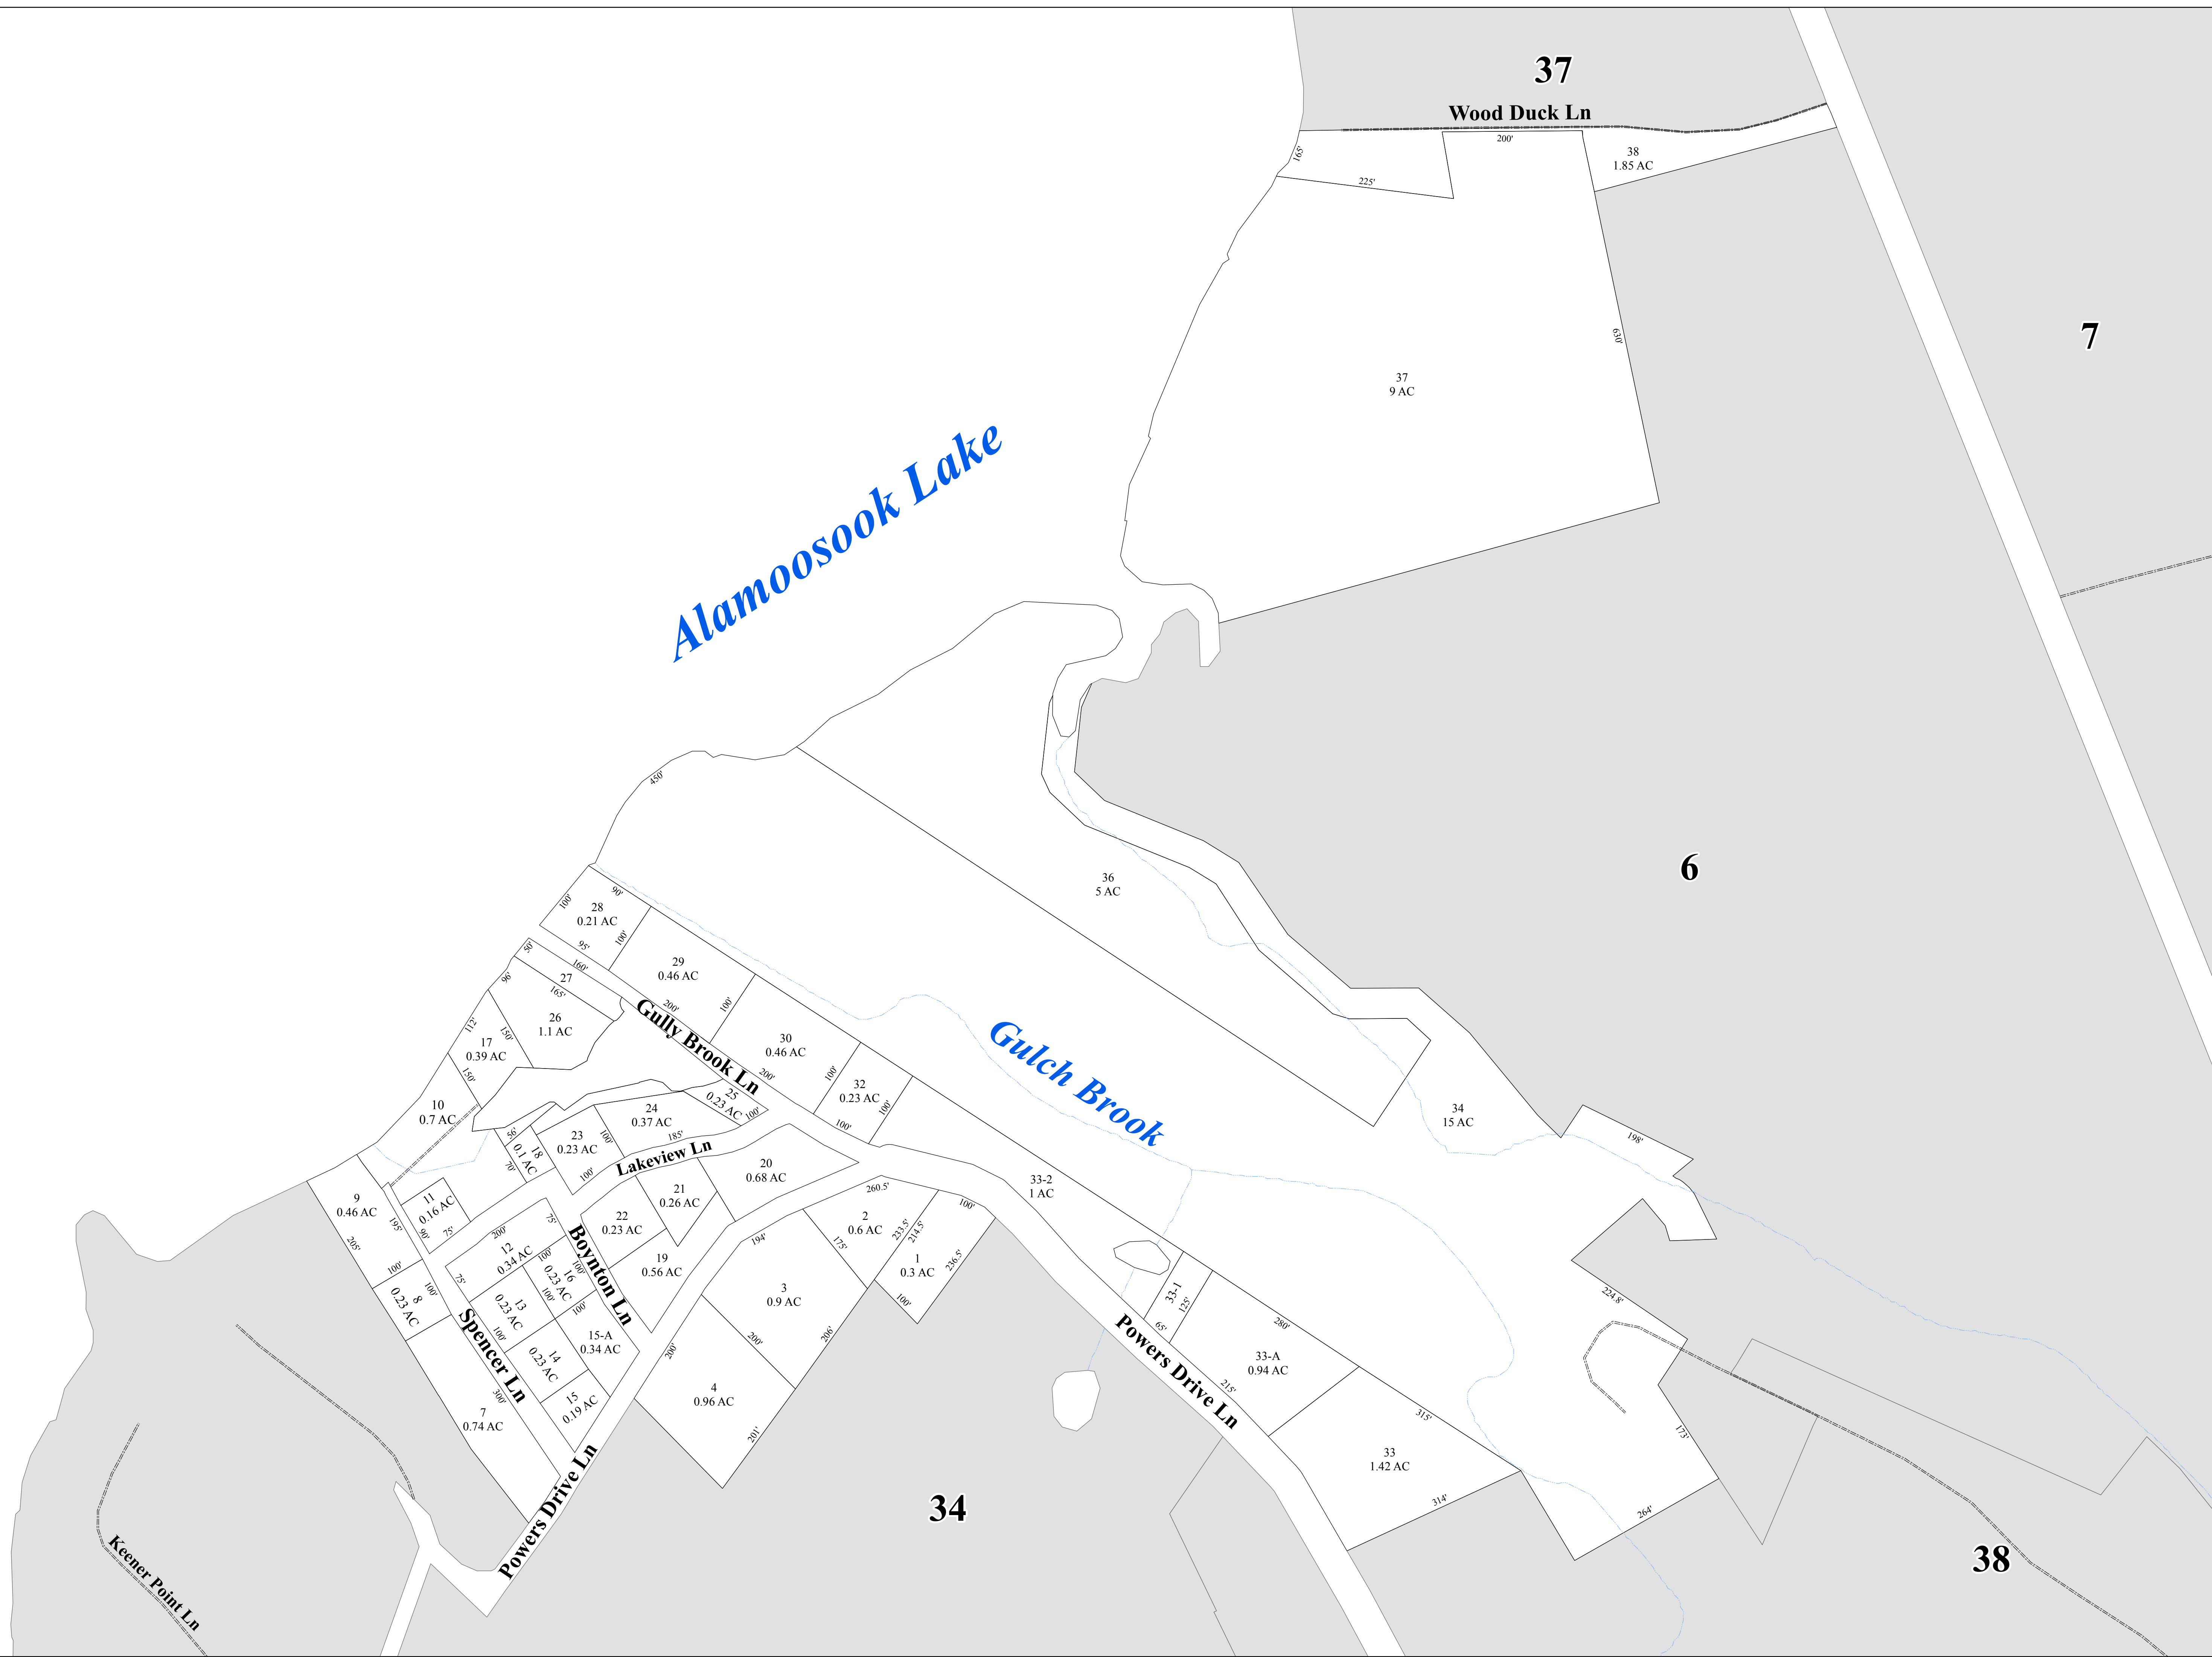 37
Wood Duck Ln
200'
165'
225'
38
1.85 AC
630'
7
37
9 AC
Alamoosook Lake
450'
6
36
5 AC
90'
100'
28
0.21 AC
100'
95'
50'
160'
27
165'
96'
29
0.46 AC
200'
100'
26
1.1 AC
150'
112'
17
0.39 AC
150'
Gully Brook Ln
30
0.46 AC
200'
100'
32
0.23 AC
100'
100'
Gulch Brook
10
0.7 AC
25
0.23 AC
100'
24
0.37 AC
185'
56'
18
0.1 AC
70'
23
0.23 AC
100'
100'
Lakeview Ln
34
15 AC
198'
20
0.68 AC
33-2
1 AC
21
0.26 AC
22
0.23 AC
260.5'
9
0.46 AC
195'
205'
100'
11
0.16 AC
90'
75'
200'
75'
12
0.34 AC
75'
Boynton Ln
100'
16
0.23 AC
100'
100'
100'
19
0.56 AC
194'
2
0.6 AC
175'
233.5'
214.5'
100'
1
0.3 AC
236.5'
100'
8
0.23 AC
100'
13
0.23 AC
100'
Spencer Ln
3
0.9 AC
206'
33-1
125'
65'
280'
224.8'
15-A
0.34 AC
14
0.23 AC
200'
200'
Powers Drive Ln
33-A
0.94 AC
215'
315'
4
0.96 AC
201'
15
0.19 AC
300'
7
0.74 AC
173'
33
1.42 AC
314'
264'
Powers Drive Ln
34
38
Keener Point Ln